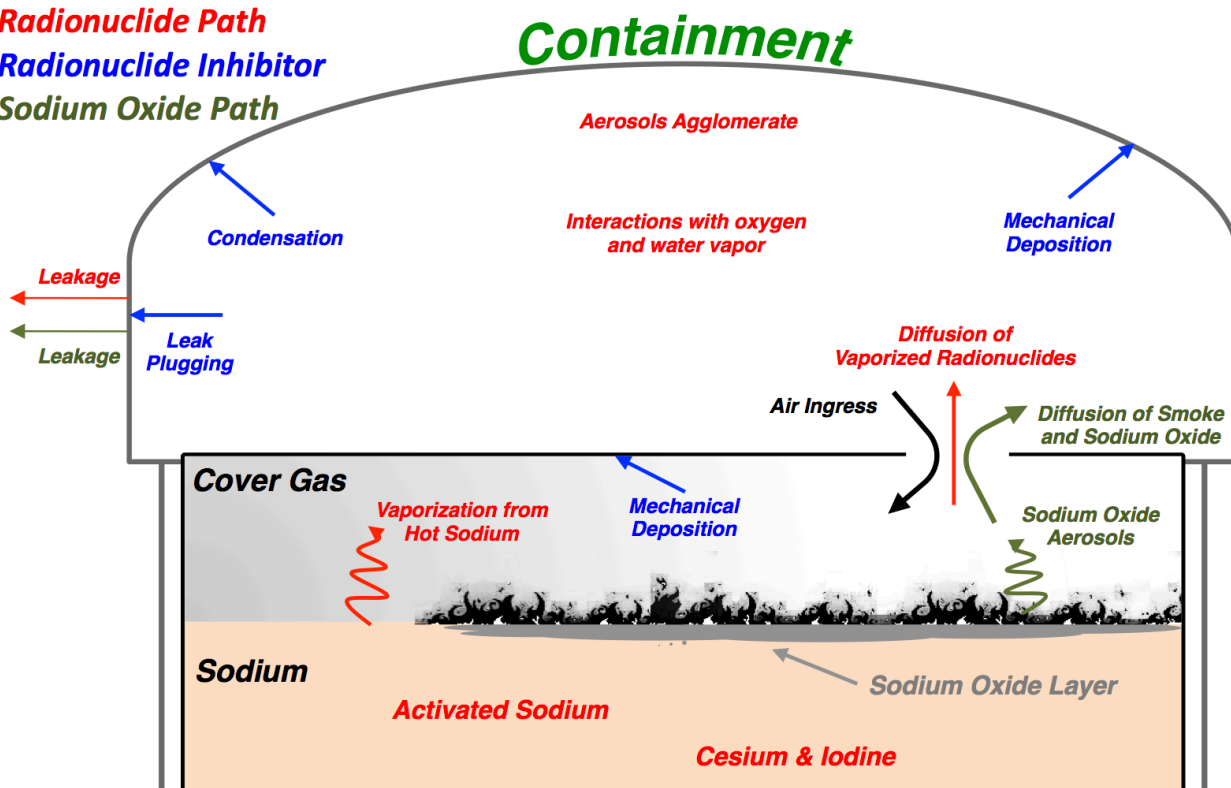 Radionuclide Path
Radionuclide Inhibitor
Sodium Oxide Path
Containment
Aerosols Agglomerate
Interactions with oxygen
and water vapor
Condensation
Mechanical
Deposition
Leakage
Leak
Plugging
Leakage
Diffusion of
Vaporized Radionuclides
Air Ingress
Diffusion of Smoke
and Sodium Oxide
Cover Gas
Vaporization from
Hot Sodium
Mechanical
Deposition
Sodium Oxide
Aerosols
Sodium
Sodium Oxide Layer
Activated Sodium
Cesium & Iodine